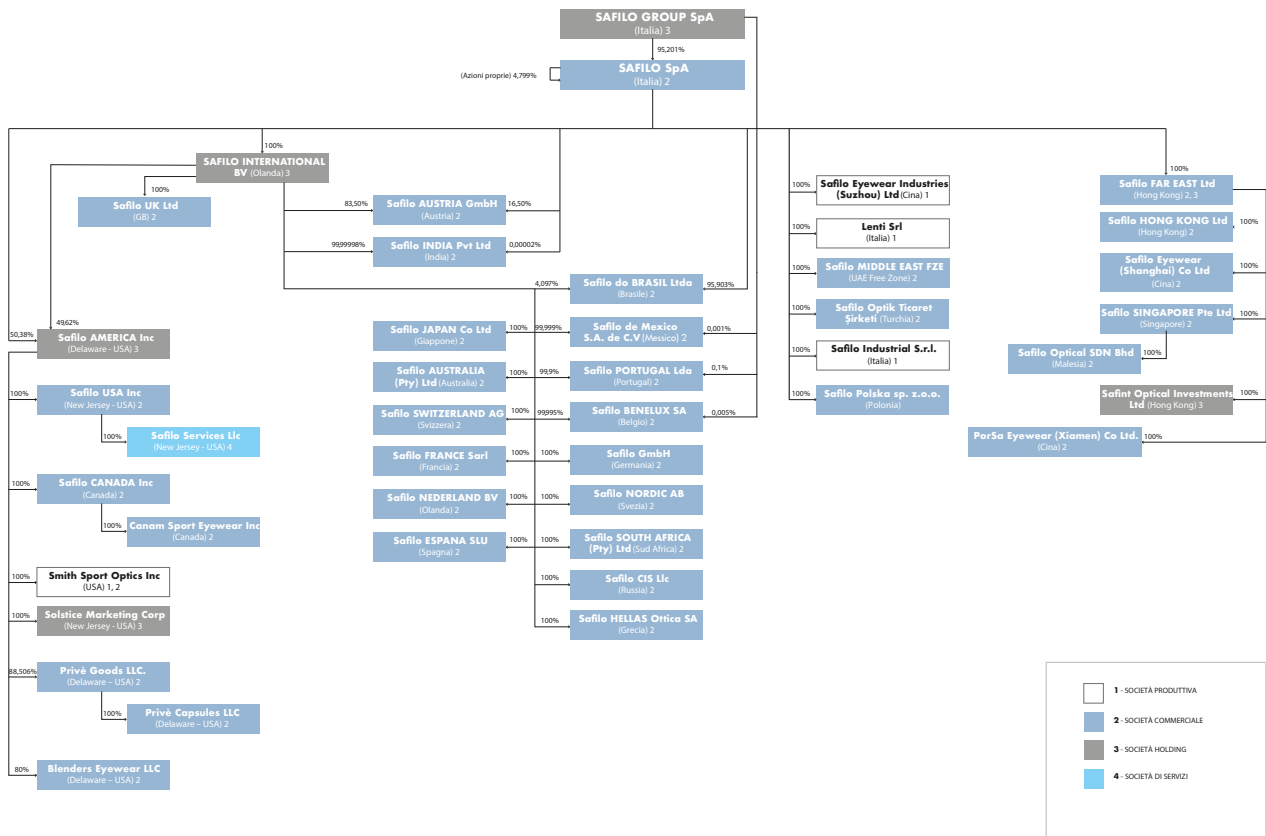 SAFILO GROUP SpA
(Italia) 3
95,201%
(Azioni proprie) 4,799%
SAFILO SpA
(Italia) 2
100%
SAFILO INTERNATIONAL
BV (Olanda) 3
100%
Safilo UK Ltd
(GB) 2
83,50%
Safilo AUSTRIA GmbH
(Austria) 2
16,50%
99,99998%
Safilo INDIA Pvt Ltd
(India) 2
0,00002%
4,097%
Safilo do BRASIL Ltda
(Brasile) 2
95,903%
Safilo JAPAN Co Ltd
(Giappone) 2
100%
99,999%
Safilo de Mexico
S.A. de C.V (Messico) 2
0,001%
Safilo AUSTRALIA
(Pty) Ltd (Australia) 2
100%
99,9%
Safilo PORTUGAL Lda
(Portugal) 2
0,1%
Safilo SWITZERLAND AG
(Svizzera) 2
100%
99,995%
Safilo BENELUX SA
(Belgio) 2
0,005%
Safilo FRANCE Sarl
(Francia) 2
100%
100%
Safilo GmbH
(Germania) 2
Safilo NEDERLAND BV
(Olanda) 2
100%
100%
Safilo NORDIC AB
(Svezia) 2
Safilo ESPANA SLU
(Spagna) 2
100%
100%
Safilo SOUTH AFRICA
(Pty) Ltd (Sud Africa) 2
100%
Safilo CIS Llc
(Russia) 2
100%
Safilo HELLAS Ottica SA
(Grecia) 2
50,38%
49,62%
Safilo AMERICA Inc
(Delaware - USA) 3
100%
Safilo USA Inc
(New Jersey - USA) 2
100%
Safilo Services Llc
(New Jersey - USA) 4
100%
Safilo CANADA Inc
(Canada) 2
100%
Canam Sport Eyewear Inc
(Canada) 2
100%
Smith Sport Optics Inc
(USA) 1, 2
100%
Solstice Marketing Corp
(New Jersey - USA) 3
88,506%
Privè Goods LLC.
(Delaware – USA) 2
100%
Privè Capsules LLC
(Delaware – USA) 2
80%
Blenders Eyewear LLC
(Delaware – USA) 2
100%
Safilo Eyewear Industries
(Suzhou) Ltd (Cina) 1
100%
Lenti Srl
(Italia) 1
100%
Safilo MIDDLE EAST FZE
(UAE Free Zone) 2
100%
Safilo Optik Ticaret
Şirketi (Turchia) 2
100%
Safilo Industrial S.r.l.
(Italia) 1
100%
Safilo Polska sp. z.o.o.
(Polonia)
100%
Safilo FAR EAST Ltd
(Hong Kong) 2, 3
Safilo HONG KONG Ltd
(Hong Kong) 2
100%
Safilo Eyewear
(Shanghai) Co Ltd
(Cina) 2
100%
Safilo SINGAPORE Pte Ltd
(Singapore) 2
100%
Safilo Optical SDN Bhd
(Malesia) 2
100%
Safint Optical Investments
Ltd (Hong Kong) 3
100%
PorSa Eyewear (Xiamen) Co Ltd.
(Cina) 2
100%
1 - SOCIETÀ PRODUTTIVA
2 - SOCIETÀ COMMERCIALE
3 - SOCIETÀ HOLDING
4 - SOCIETÀ DI SERVIZI